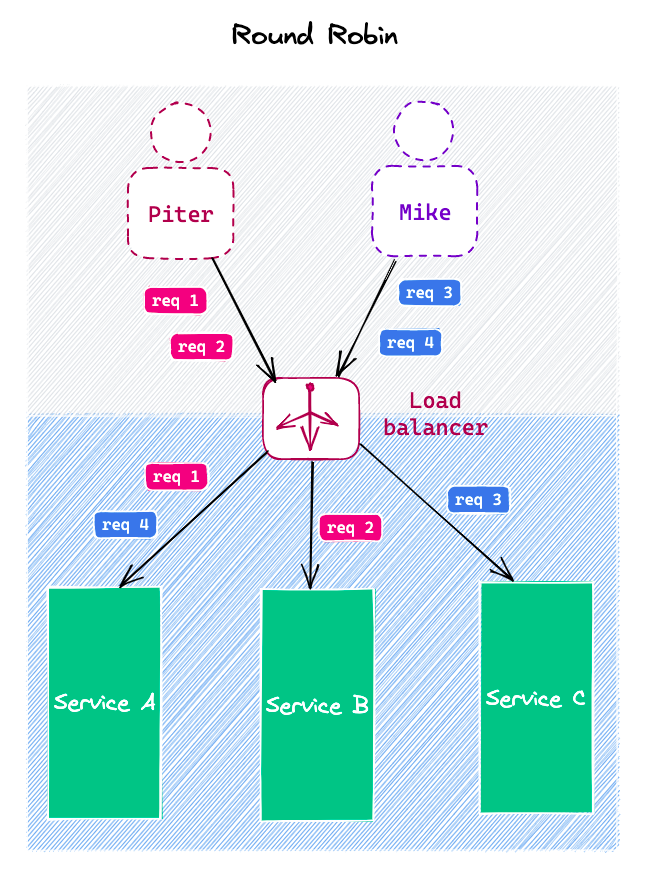 Round Robin
Piter
Mike
req 1
req 3
req 2
req 4
Load
balancer
req 1
req 3
req 4
req 2
Service A
Service B
Service C